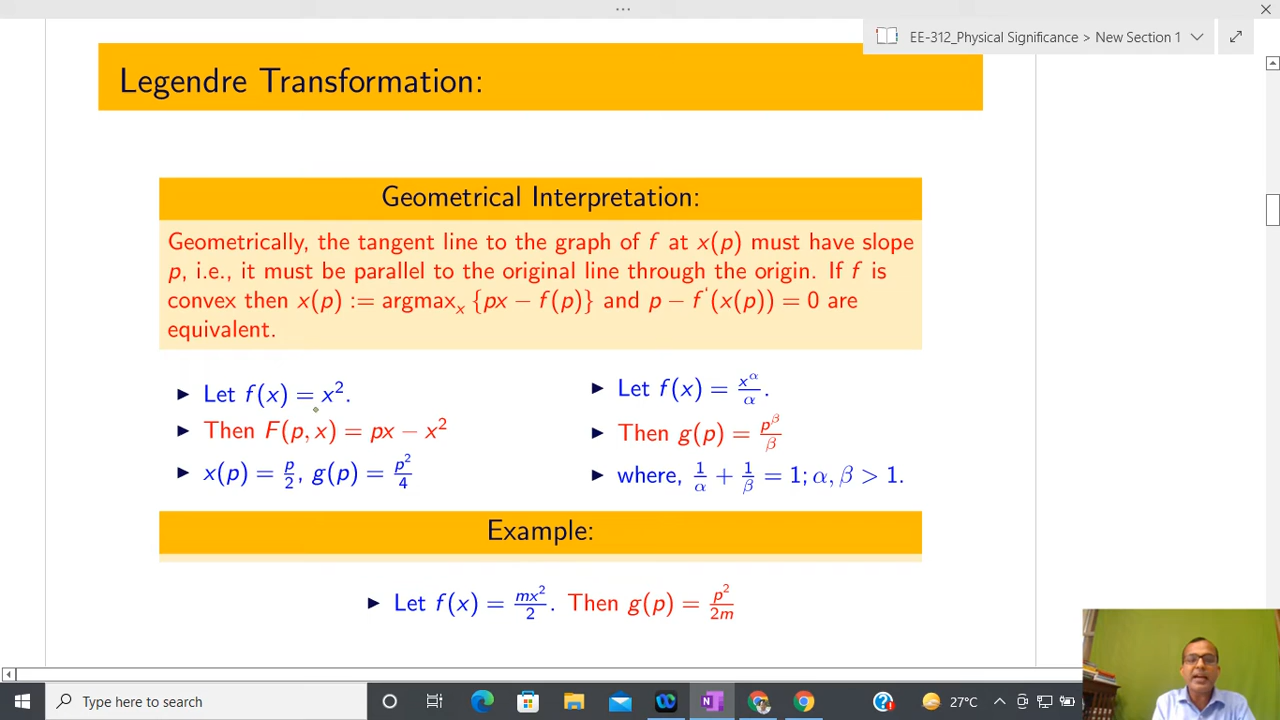 EE-312_Physical Significance > New Section 1
Legendre Transformation:
Geometrical Interpretation:
Geometrically, the tangent line to the graph of f at x(p) must have slope
p, i.e., it must be parallel to the original line through the origin. If f is
convex then x(p) := argmaxₓ {px − f(p)} and p − f‘(x(p)) = 0 are
equivalent.
▶ Let f(x) = x².
▶ Then F(p, x) = px − x²
▶ x(p) = p/2, g(p) = p²/4
▶ Let f(x) = x^α/α.
▶ Then g(p) = p^β/β
▶ where, 1/α + 1/β = 1; α, β > 1.
Example:
▶ Let f(x) = mx²/2. Then g(p) = p²/2m
Type here to search
27°C